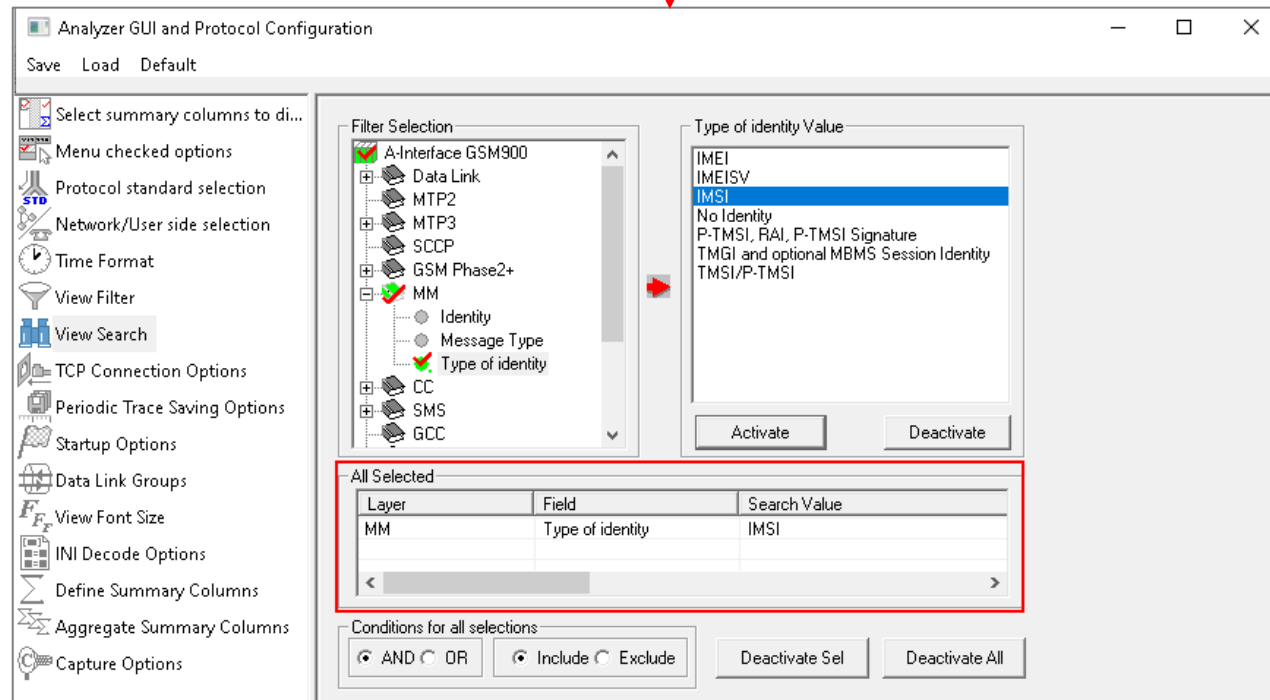 Analyzer GUI and Protocol Configuration
Save Load Default
Select summary columns to di...
Menu checked options
Protocol standard selection
Network/User side selection
Time Format
View Filter
View Search
TCP Connection Options
Periodic Trace Saving Options
Startup Options
Data Link Groups
View Font Size
INI Decode Options
Define Summary Columns
Aggregate Summary Columns
Capture Options
Filter Selection
A-Interface GSM900
Data Link
MTP2
MTP3
SCCP
GSM Phase2+
MM
Identity
Message Type
Type of identity
CC
SMS
GCC
Type of identity Value
IMEI
IMEISV
IMSI
No Identity
P-TMSI, RAI, P-TMSI Signature
TMGI and optional MBMS Session Identity
TMSI/P-TMSI
Activate Deactivate
All Selected
Layer Field Search Value
MM Type of identity IMSI
Conditions for all selections
AND OR Include Exclude
Deactivate Sel Deactivate All